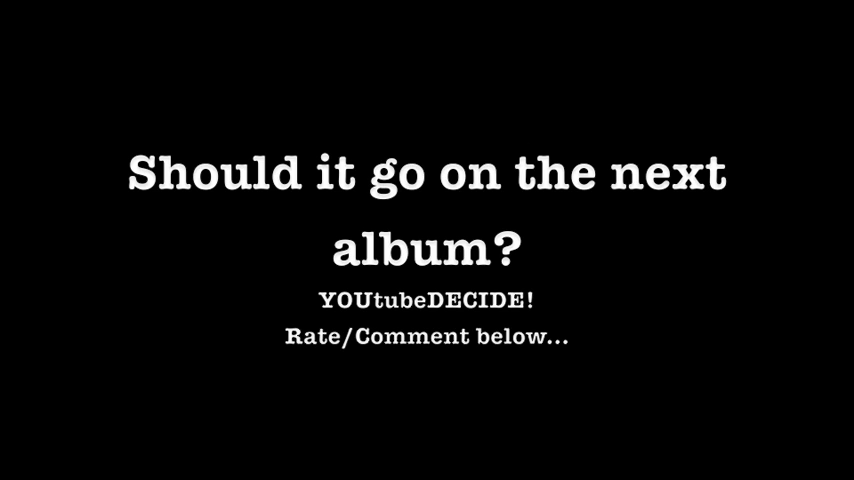 Should it go on the next
album?
YOUtubeDECIDE!
Rate/Comment below...